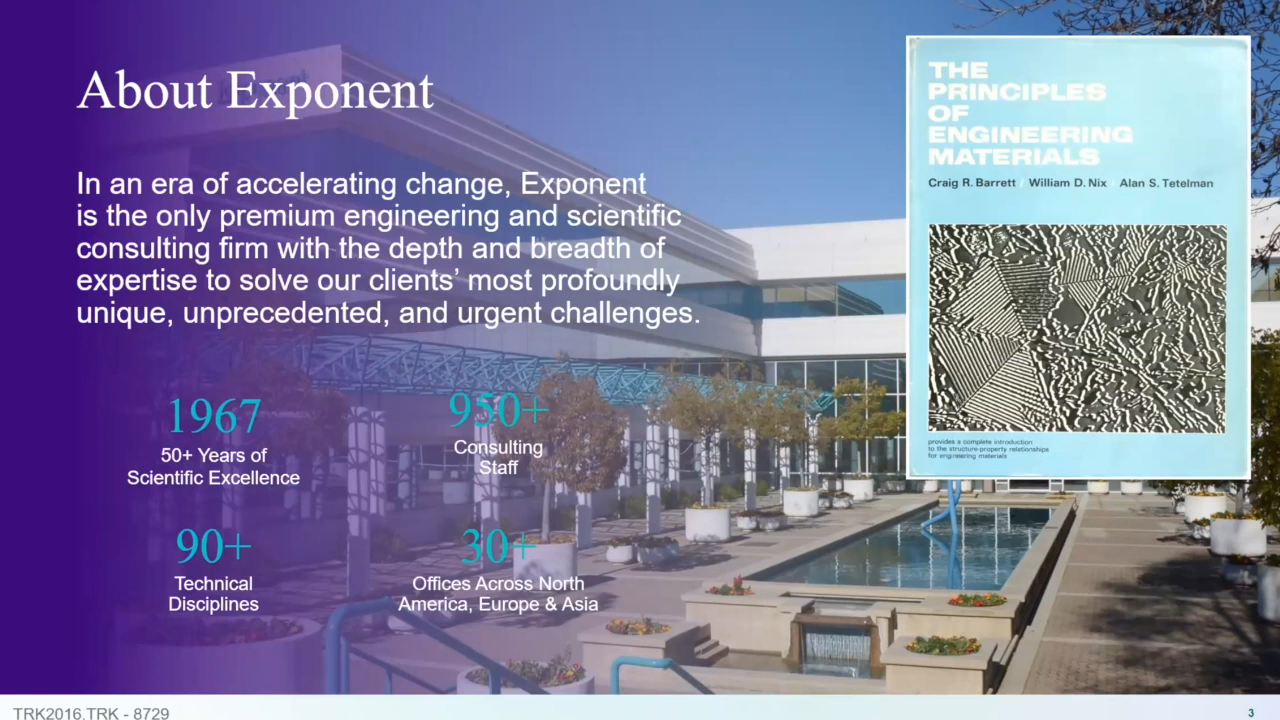 About Exponent
In an era of accelerating change, Exponent
is the only premium engineering and scientific
consulting firm with the depth and breadth of
expertise to solve our clients’ most profoundly
unique, unprecedented, and urgent challenges.
1967
50+ Years of
Scientific Excellence
950+
Consulting
Staff
90+
Technical
Disciplines
30+
Offices Across North
America, Europe & Asia
THE
PRINCIPLES
OF
ENGINEERING
MATERIALS
Craig R. Barrett / William D. Nix / Alan S. Tetelman
provides a complete introduction
to the structure-property relationships
for engineering materials
TRK2016.TRK - 8729
3